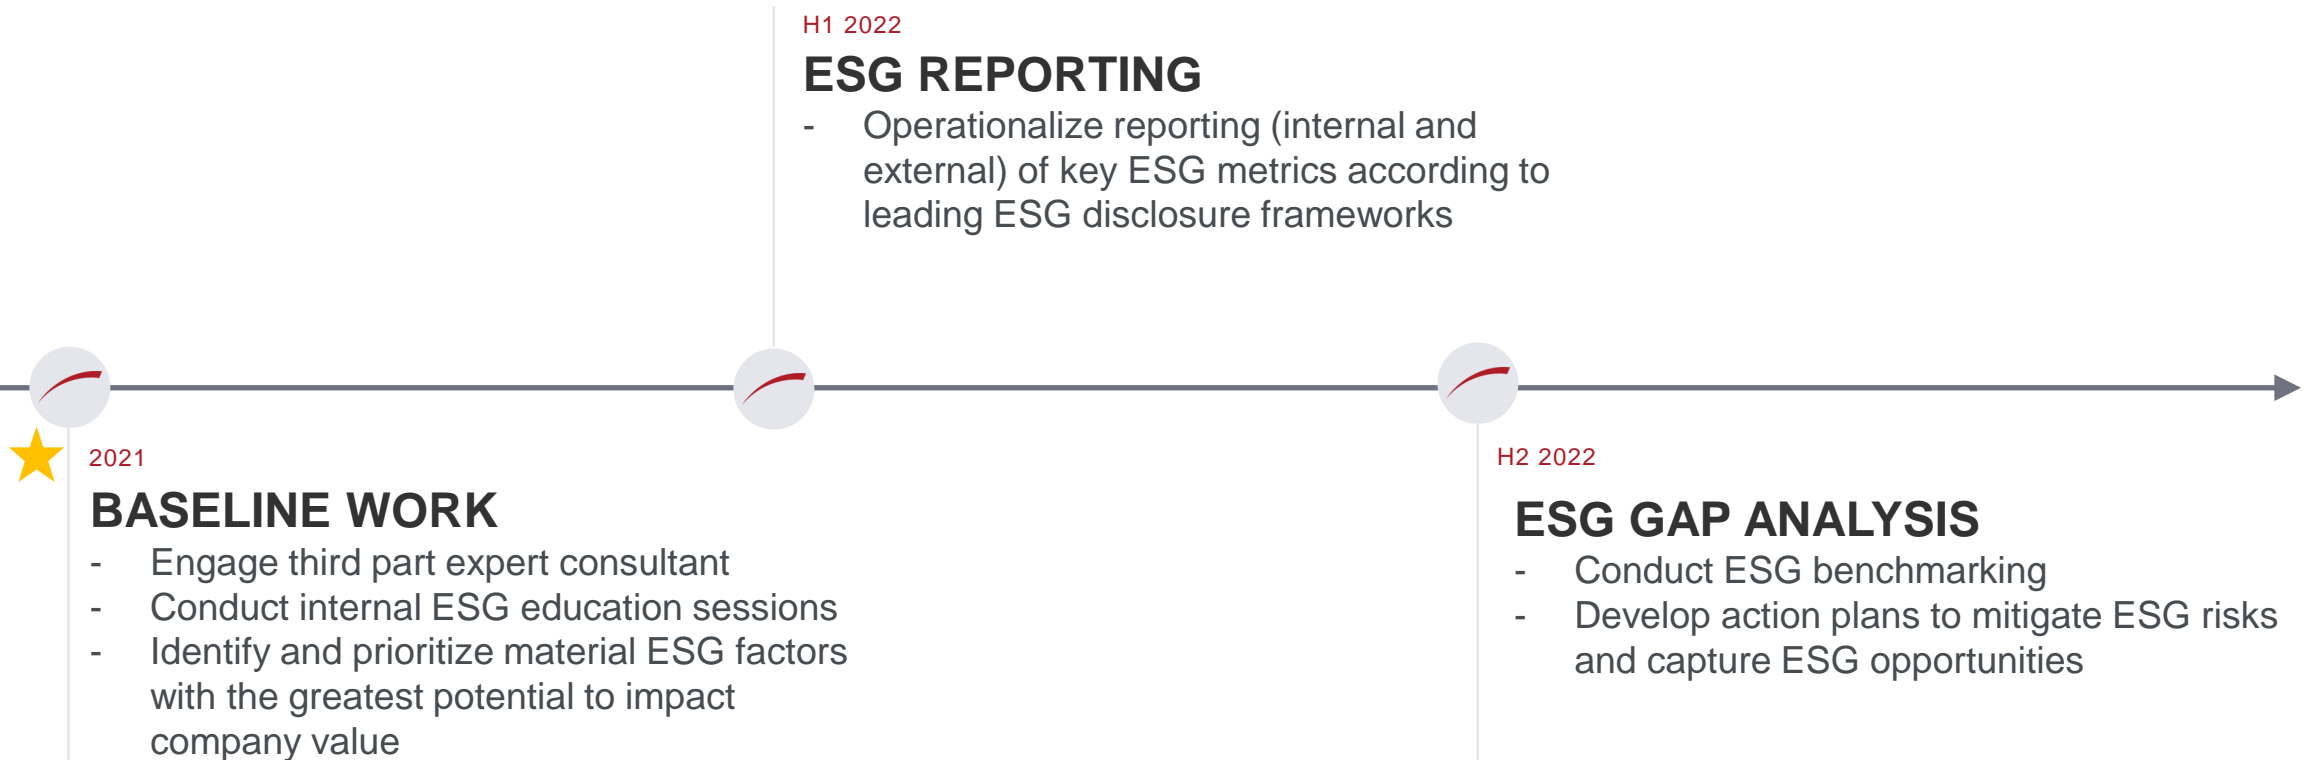 H1 2022
ESG REPORTING
- Operationalize reporting (internal and
external) of key ESG metrics according to
leading ESG disclosure frameworks
2021
BASELINE WORK
- Engage third part expert consultant
- Conduct internal ESG education sessions
- Identify and prioritize material ESG factors
with the greatest potential to impact
company value
H2 2022
ESG GAP ANALYSIS
- Conduct ESG benchmarking
- Develop action plans to mitigate ESG risks
and capture ESG opportunities